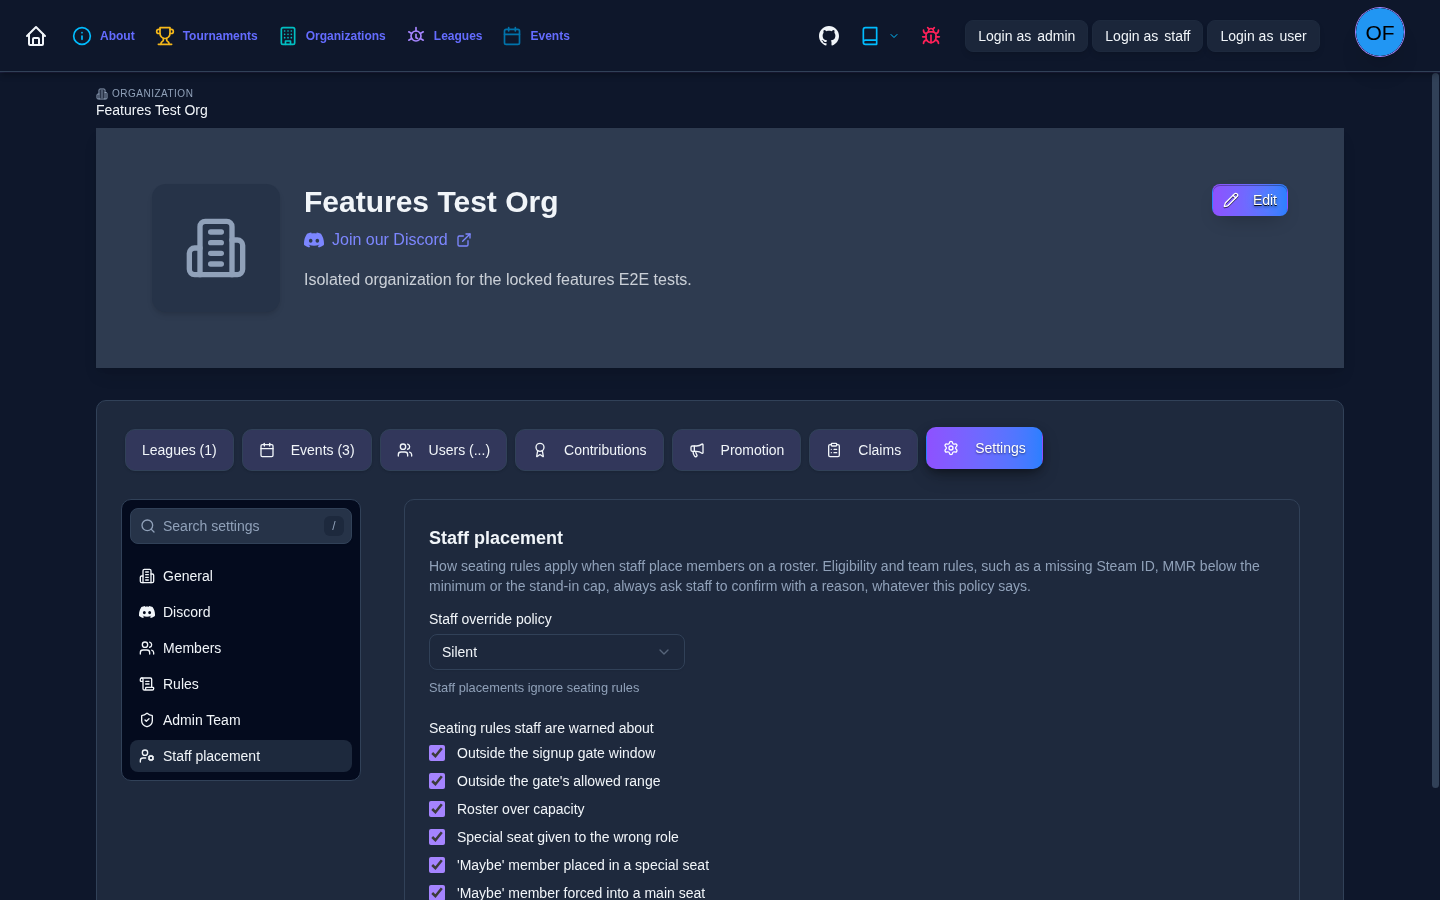 About
Tournaments
Organizations
Leagues
Events
Login as admin
Login as staff
Login as user
OF
ORGANIZATION
Features Test Org
Features Test Org
Edit
Join our Discord
Isolated organization for the locked features E2E tests.
Leagues (1)
Events (3)
Users (...)
Contributions
Promotion
Claims
Settings
Search settings
/
General
Discord
Members
Rules
Admin Team
Staff placement
Staff placement
How seating rules apply when staff place members on a roster. Eligibility and team rules, such as a missing Steam ID, MMR below the
minimum or the stand-in cap, always ask staff to confirm with a reason, whatever this policy says.
Staff override policy
Silent
Staff placements ignore seating rules
Seating rules staff are warned about
Outside the signup gate window
Outside the gate's allowed range
Roster over capacity
Special seat given to the wrong role
'Maybe' member placed in a special seat
'Maybe' member forced into a main seat